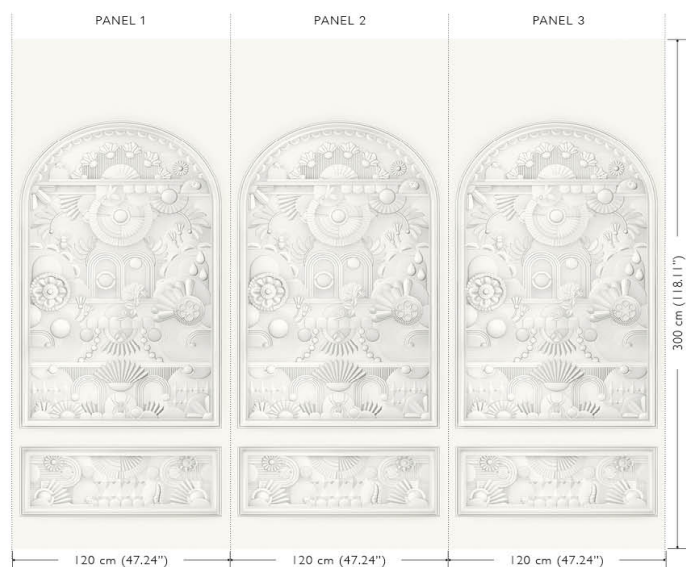 PANEL 1
PANEL 2
PANEL 3
300 cm (118.11")
120 cm (47.24")
120 cm (47.24")
120 cm (47.24")